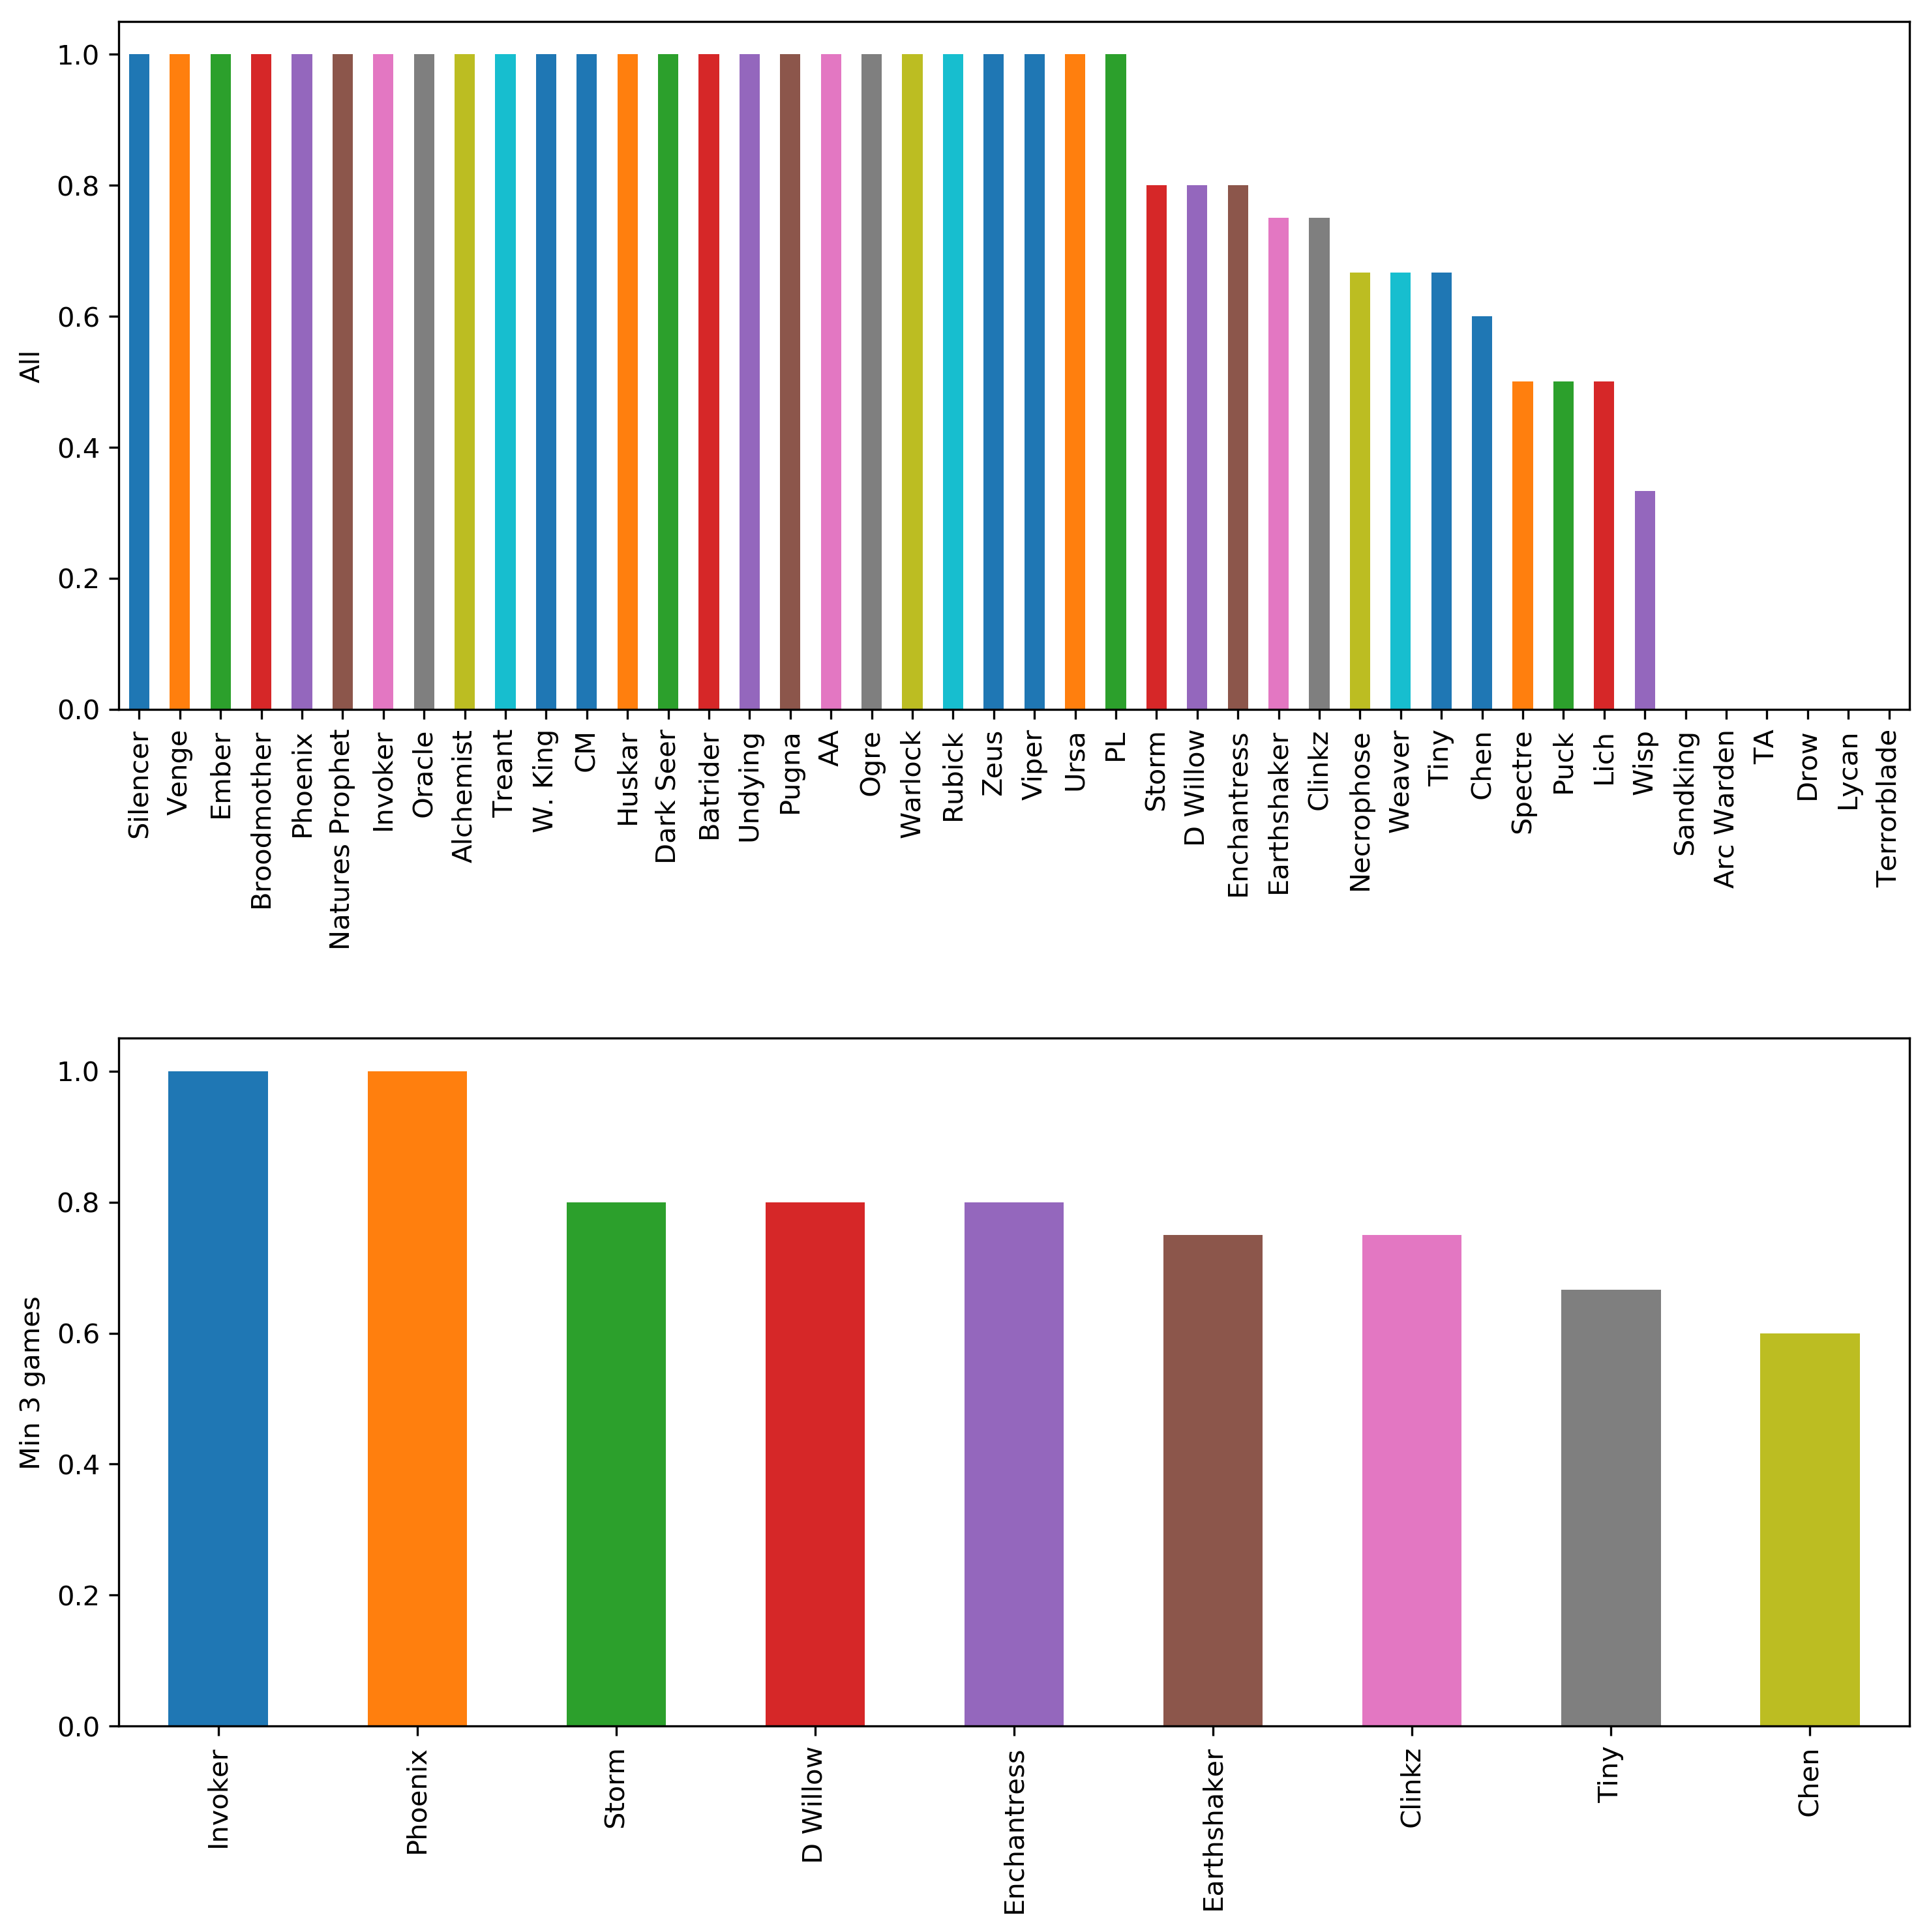 All
1.0
0.8
0.6
0.4
0.2
0.0
Silencer
Venge
Ember
Broodmother
Phoenix
Natures Prophet
Invoker
Oracle
Alchemist
Treant
W. King
CM
Huskar
Dark Seer
Batrider
Undying
Pugna
AA
Ogre
Warlock
Rubick
Zeus
Viper
Ursa
PL
Storm
D Willow
Enchantress
Earthshaker
Clinkz
Necrophose
Weaver
Tiny
Chen
Spectre
Puck
Lich
Wisp
Sandking
Arc Warden
TA
Drow
Lycan
Terrorblade
Min 3 games
1.0
0.8
0.6
0.4
0.2
0.0
Invoker
Phoenix
Storm
D Willow
Enchantress
Earthshaker
Clinkz
Tiny
Chen